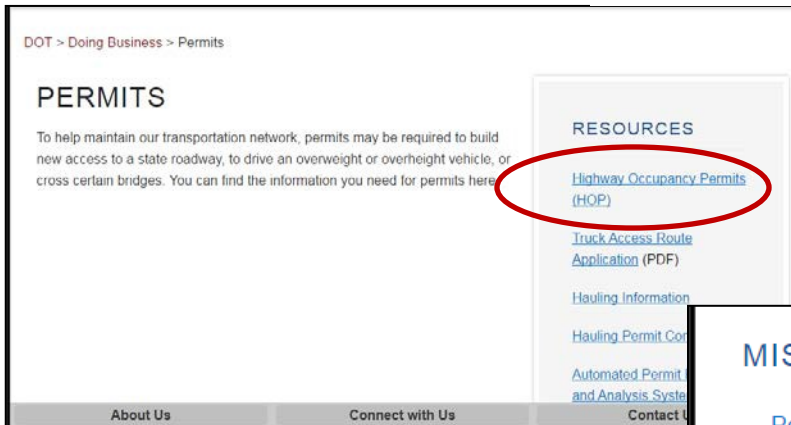 DOT > Doing Business > Permits
PERMITS
To help maintain our transportation network, permits may be required to build
new access to a state roadway, to drive an overweight or overheight vehicle, or
cross certain bridges. You can find the information you need for permits here
RESOURCES
Highway Occupancy Permits
(HOP)
Truck Access Route
Application (PDF)
Hauling Information
Hauling Permit
Automated Permit
and Analysis
About Us
Connect with Us
Contact